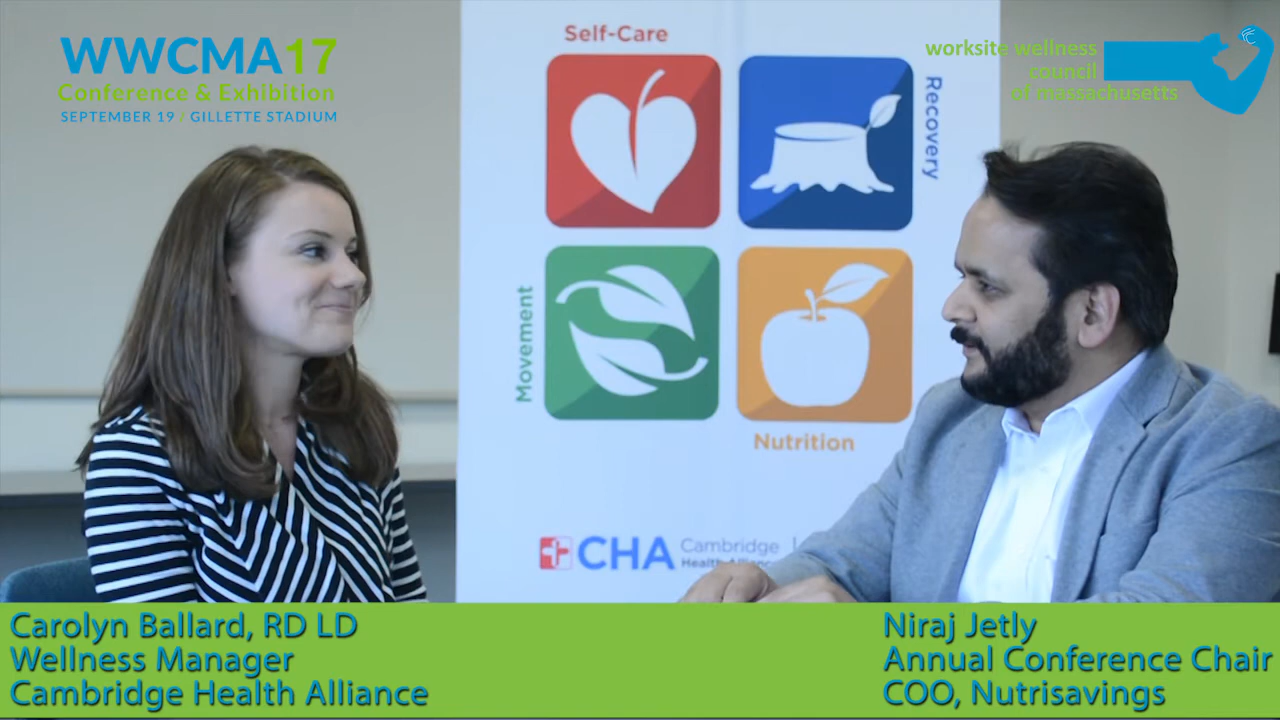 WWCMA17
Conference & Exhibition
SEPTEMBER 19 / GILLETTE STADIUM
worksite wellness
council
of massachusetts
Self-Care
Recovery
Movement
Nutrition
CHA Cambridge
Health
Carolyn Ballard, RD LD
Wellness Manager
Cambridge Health Alliance
Niraj Jetly
Annual Conference Chair
COO, Nutrisavings